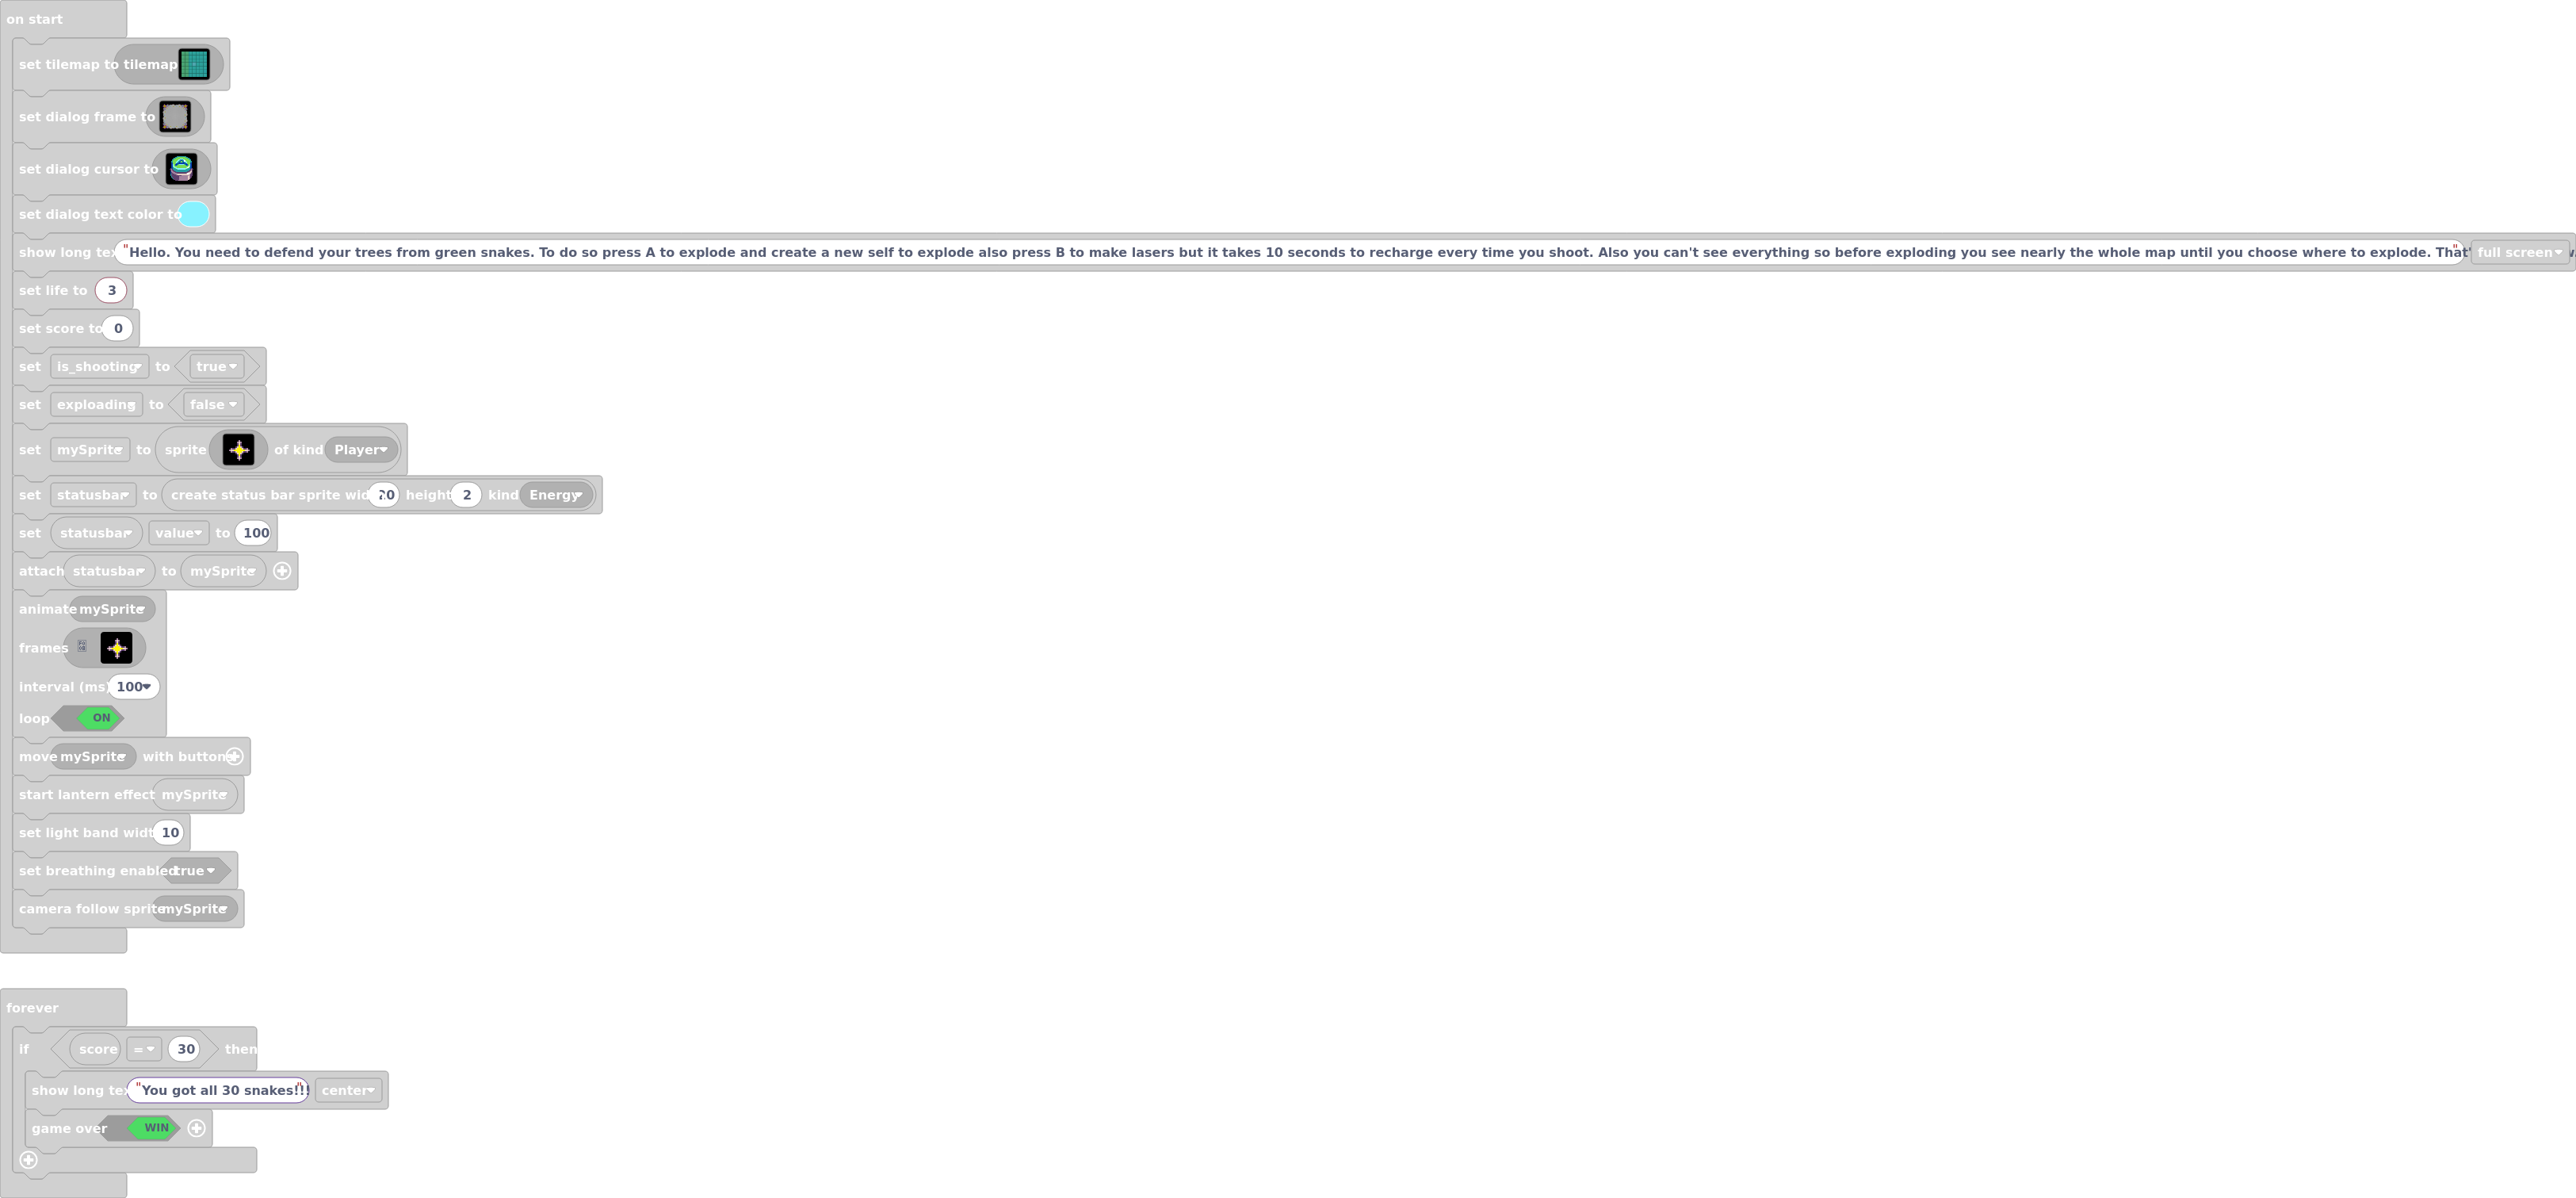 on start
set tilemap to tilemap
set dialog frame to
set dialog cursor to
set dialog text color to
show long "Hello. You need to defend your trees from green snakes. To do so press A to explode and create a new self to explode also press B to make lasers but it takes 10 seconds to recharge every time you shoot. Also you can't see everything so before exploding you see nearly the whole map until you choose where to explode. " full screen
set life to 3
set score to 0
set is_shooting to true
set exploading to false
set mySprite to sprite of kind Player
set statusbar to create status bar sprite height 2 kind Energy
set statusbar value to 100
attach statusbar to mySprite
animate mySprite
frames
interval (ms) 100
loop ON
move mySprite with buttons
start lantern effect mySprite
set light band 10
set breathing enabled true
camera follow sprite mySprite
forever
if score = 30 then
show long "You got all 30 snakes!!!" center
game over WIN